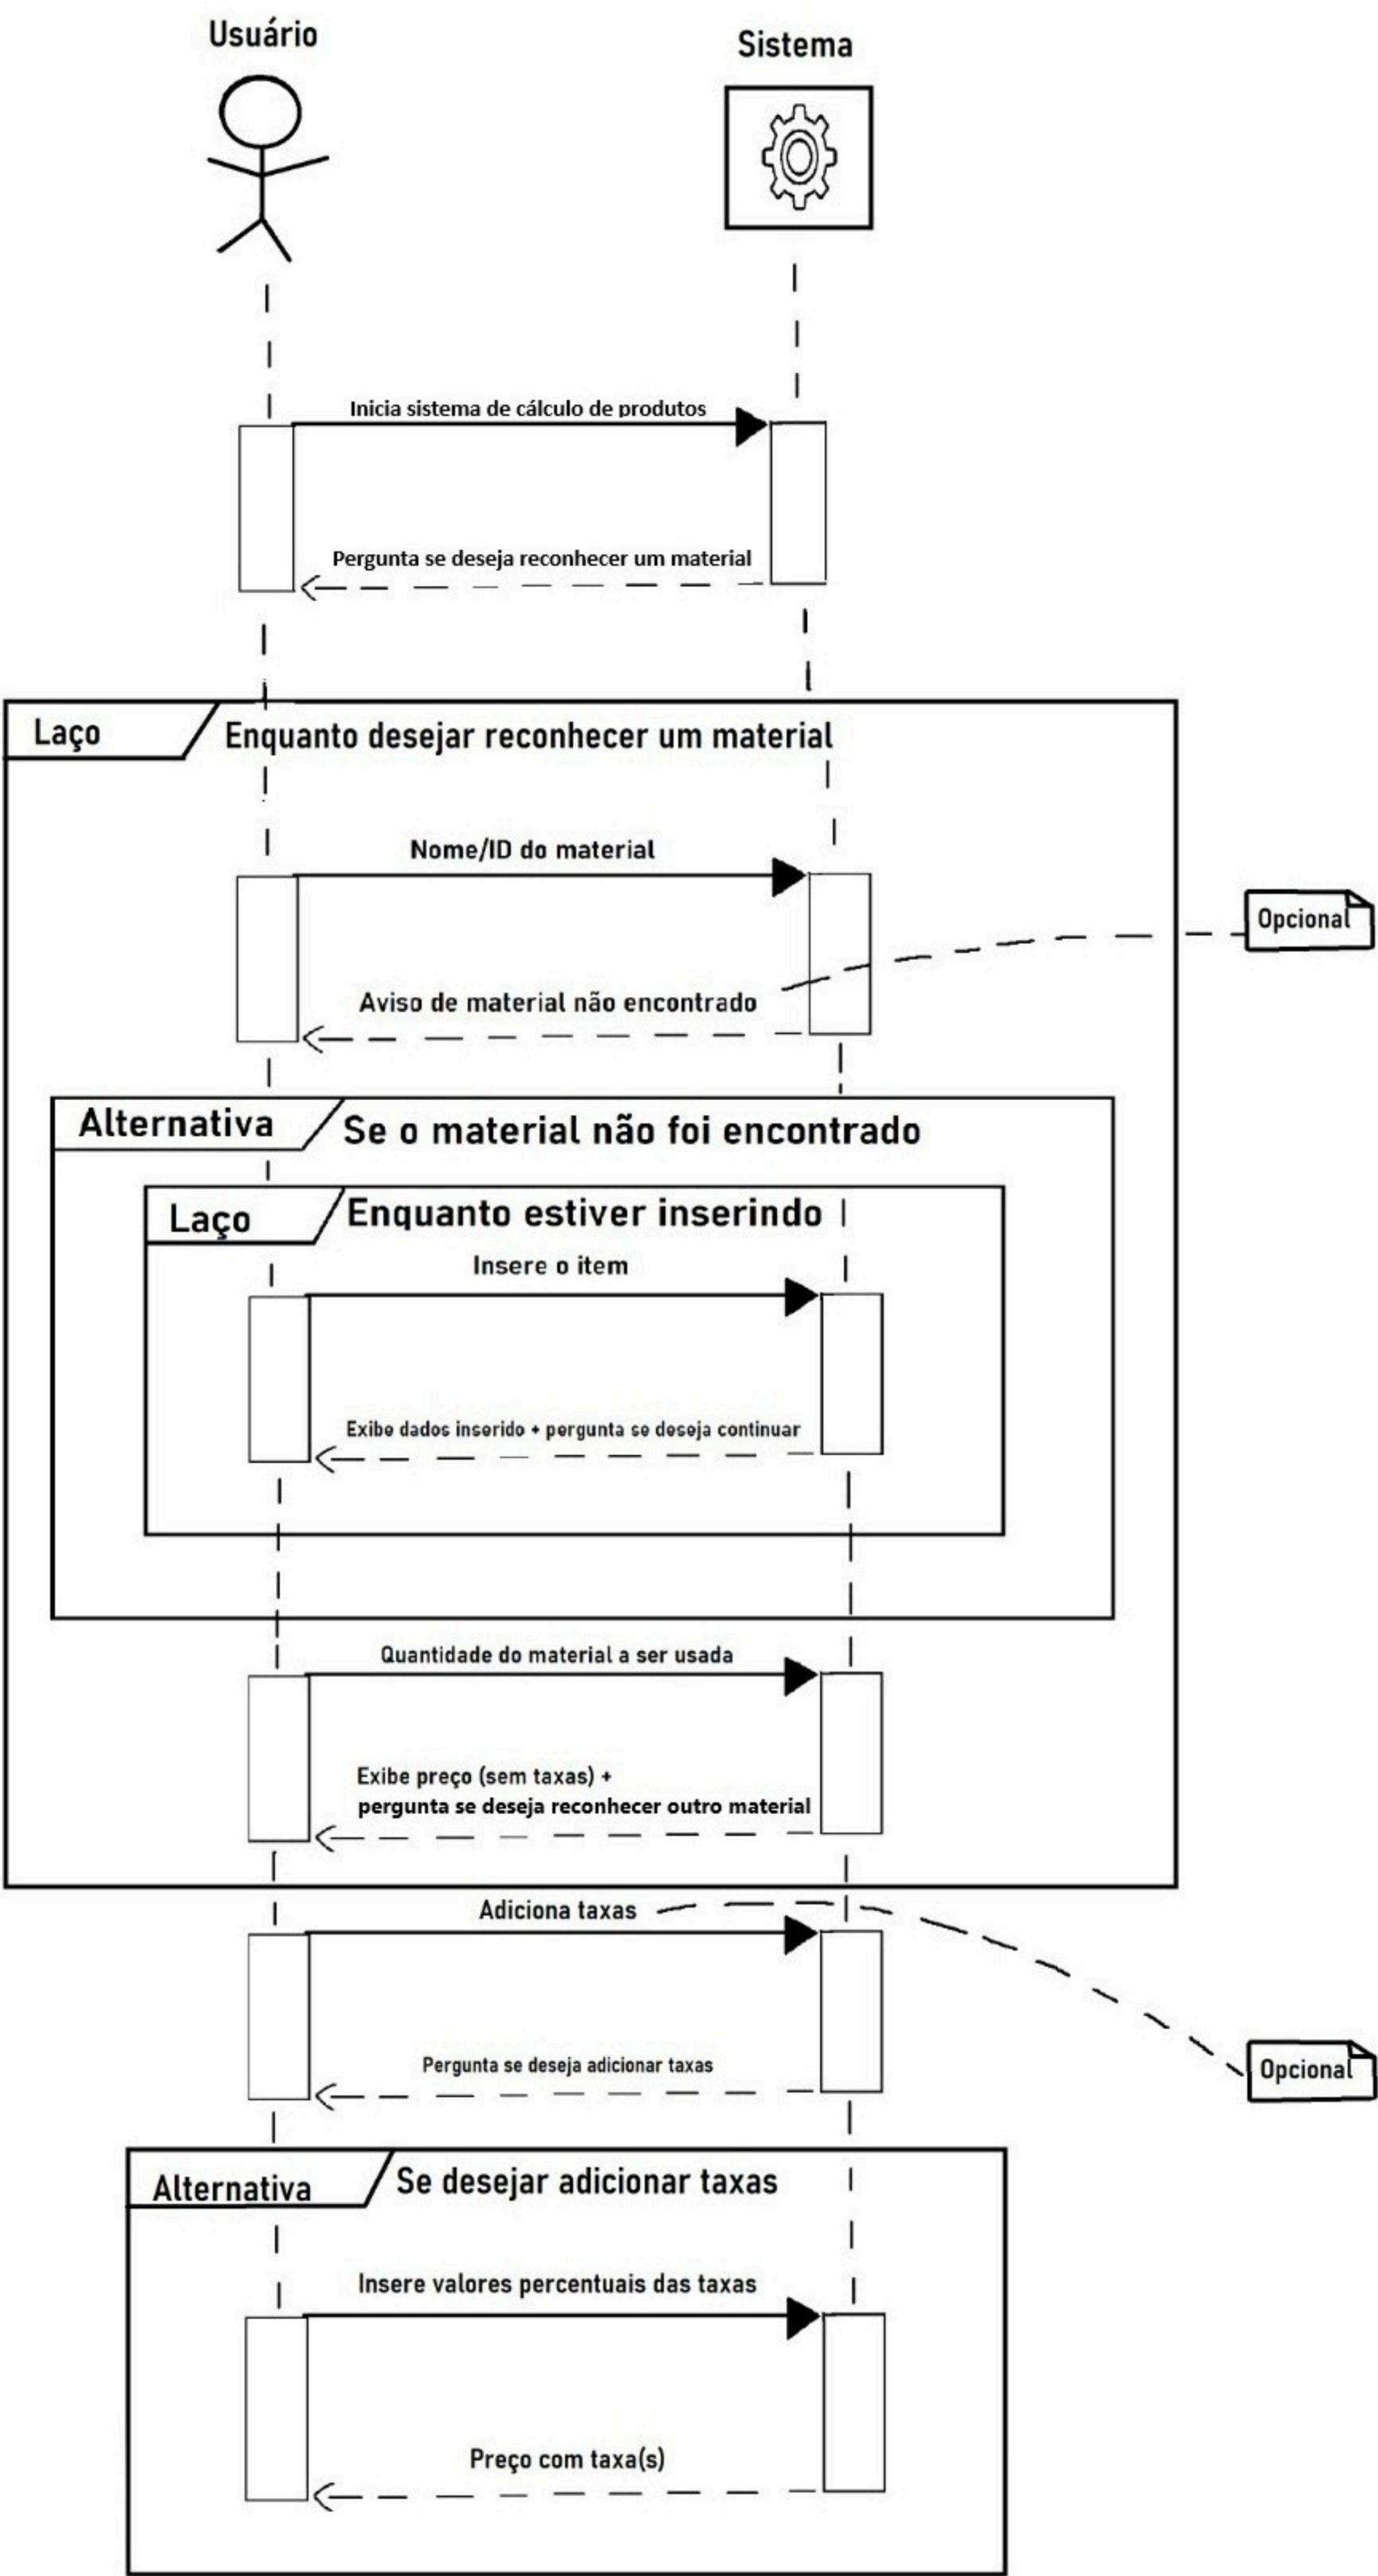 Usuário
Sistema
Inicia sistema de cálculo de produtos
Pergunta se deseja reconhecer um material
Laço
Enquanto desejar reconhecer um material
Nome/ID do material
Opcional
Aviso de material não encontrado
Alternativa
Se o material não foi encontrado
Laço
Enquanto estiver inserindo
Insere o item
Exibe dados inserido + pergunta se deseja continuar
Quantidade do material a ser usada
Exibe preço (sem taxas) +
pergunta se deseja reconhecer outro material
Adiciona taxas
Pergunta se deseja adicionar taxas
Opcional
Alternativa
Se desejar adicionar taxas
Insere valores percentuais das taxas
Preço com taxa(s)